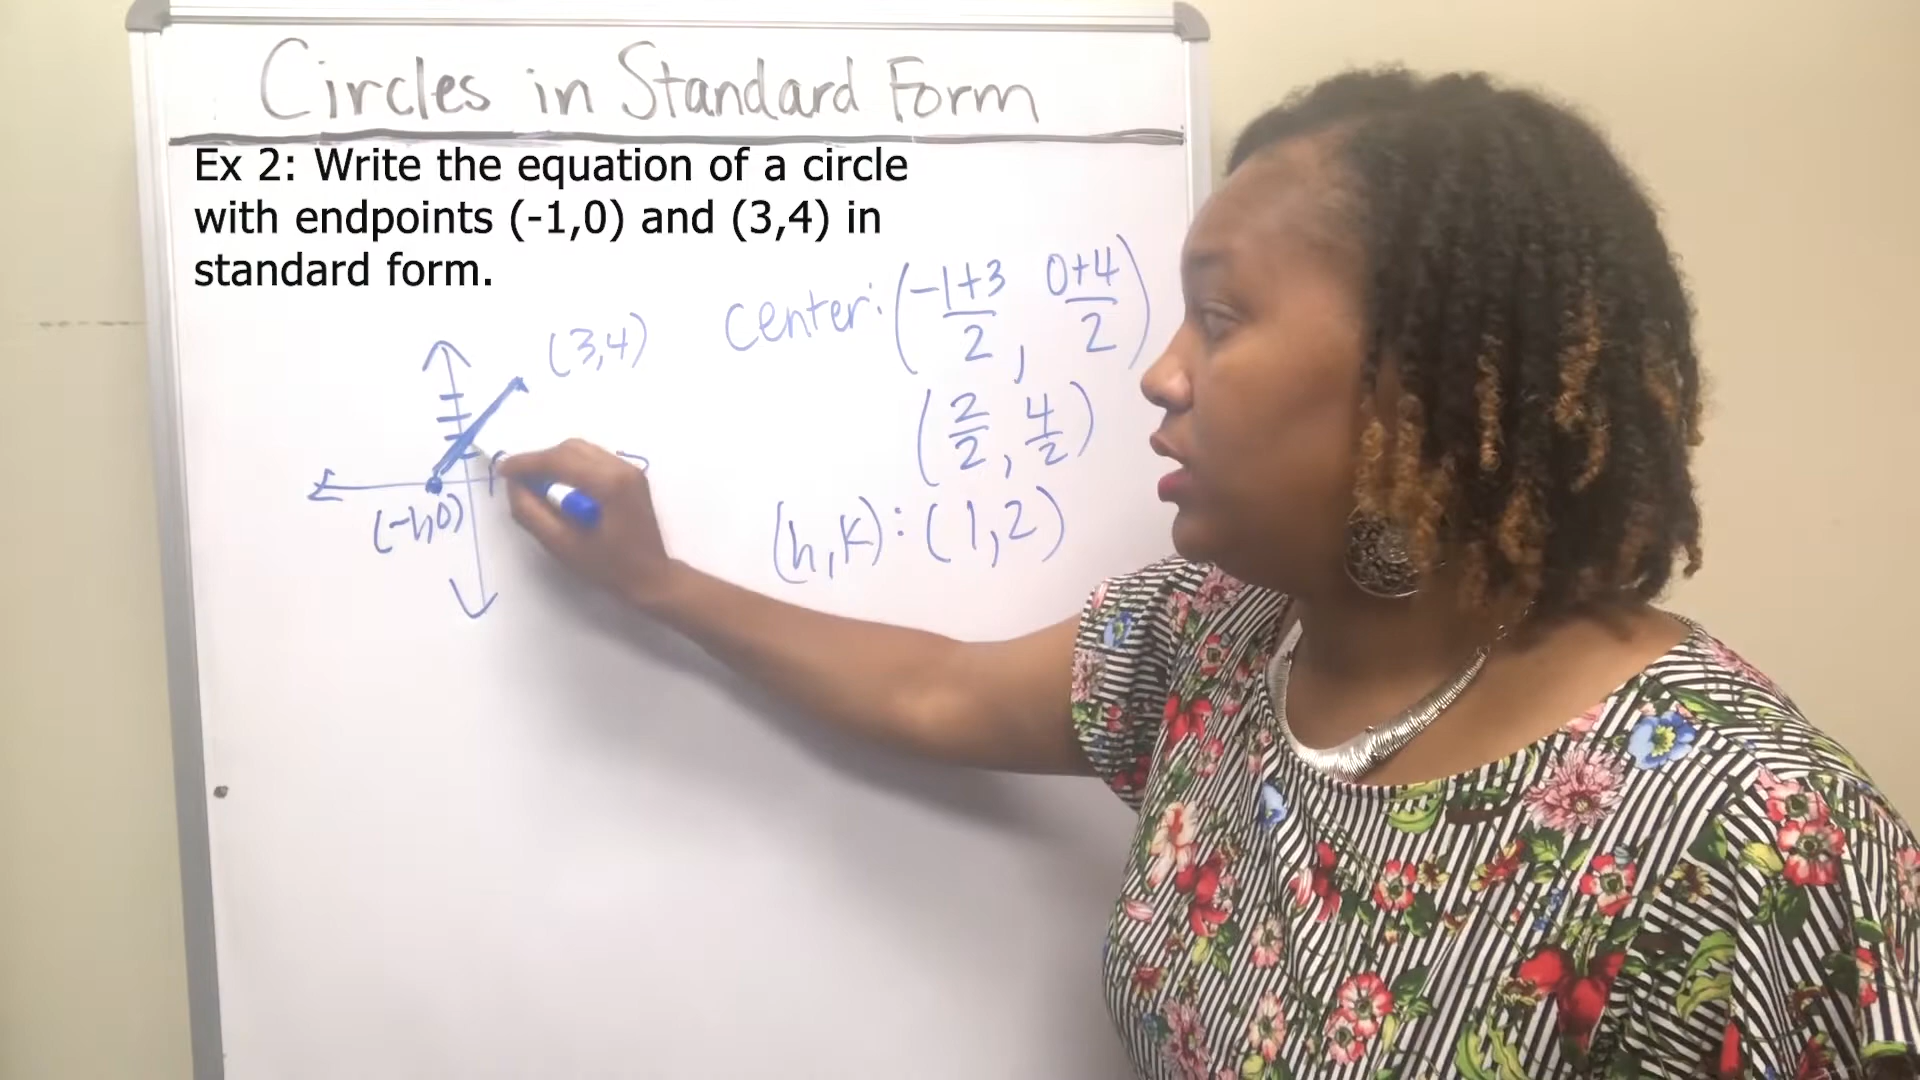 Circles in Standard Form
Ex 2: Write the equation of a circle
with endpoints (-1,0) and (3,4) in
standard form.
center: (-1+3/2, 0+4/2)
(2/2, 4/2)
(h,k): (1,2)
(3,4)
(-1,0)